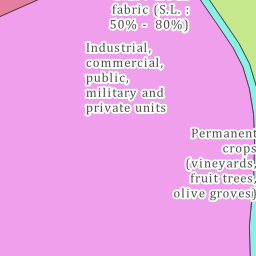 fabric (S.L. :
50% - 80%)
Industrial,
commercial,
public,
military and
private units
Permanent
crops
(vineyards,
fruit trees,
olive groves)